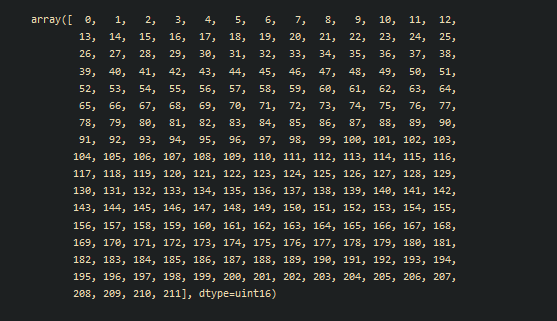 array([  0,   1,   2,   3,   4,   5,   6,   7,   8,   9,  10,  11,  12,
13,  14,  15,  16,  17,  18,  19,  20,  21,  22,  23,  24,  25,
26,  27,  28,  29,  30,  31,  32,  33,  34,  35,  36,  37,  38,
39,  40,  41,  42,  43,  44,  45,  46,  47,  48,  49,  50,  51,
52,  53,  54,  55,  56,  57,  58,  59,  60,  61,  62,  63,  64,
65,  66,  67,  68,  69,  70,  71,  72,  73,  74,  75,  76,  77,
78,  79,  80,  81,  82,  83,  84,  85,  86,  87,  88,  89,  90,
91,  92,  93,  94,  95,  96,  97,  98,  99, 100, 101, 102, 103,
104, 105, 106, 107, 108, 109, 110, 111, 112, 113, 114, 115, 116,
117, 118, 119, 120, 121, 122, 123, 124, 125, 126, 127, 128, 129,
130, 131, 132, 133, 134, 135, 136, 137, 138, 139, 140, 141, 142,
143, 144, 145, 146, 147, 148, 149, 150, 151, 152, 153, 154, 155,
156, 157, 158, 159, 160, 161, 162, 163, 164, 165, 166, 167, 168,
169, 170, 171, 172, 173, 174, 175, 176, 177, 178, 179, 180, 181,
182, 183, 184, 185, 186, 187, 188, 189, 190, 191, 192, 193, 194,
195, 196, 197, 198, 199, 200, 201, 202, 203, 204, 205, 206, 207,
208, 209, 210, 211], dtype=uint16)